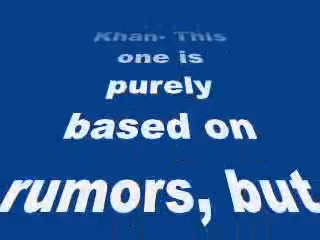 Khan- This
one is
purely
based on
rumors, but